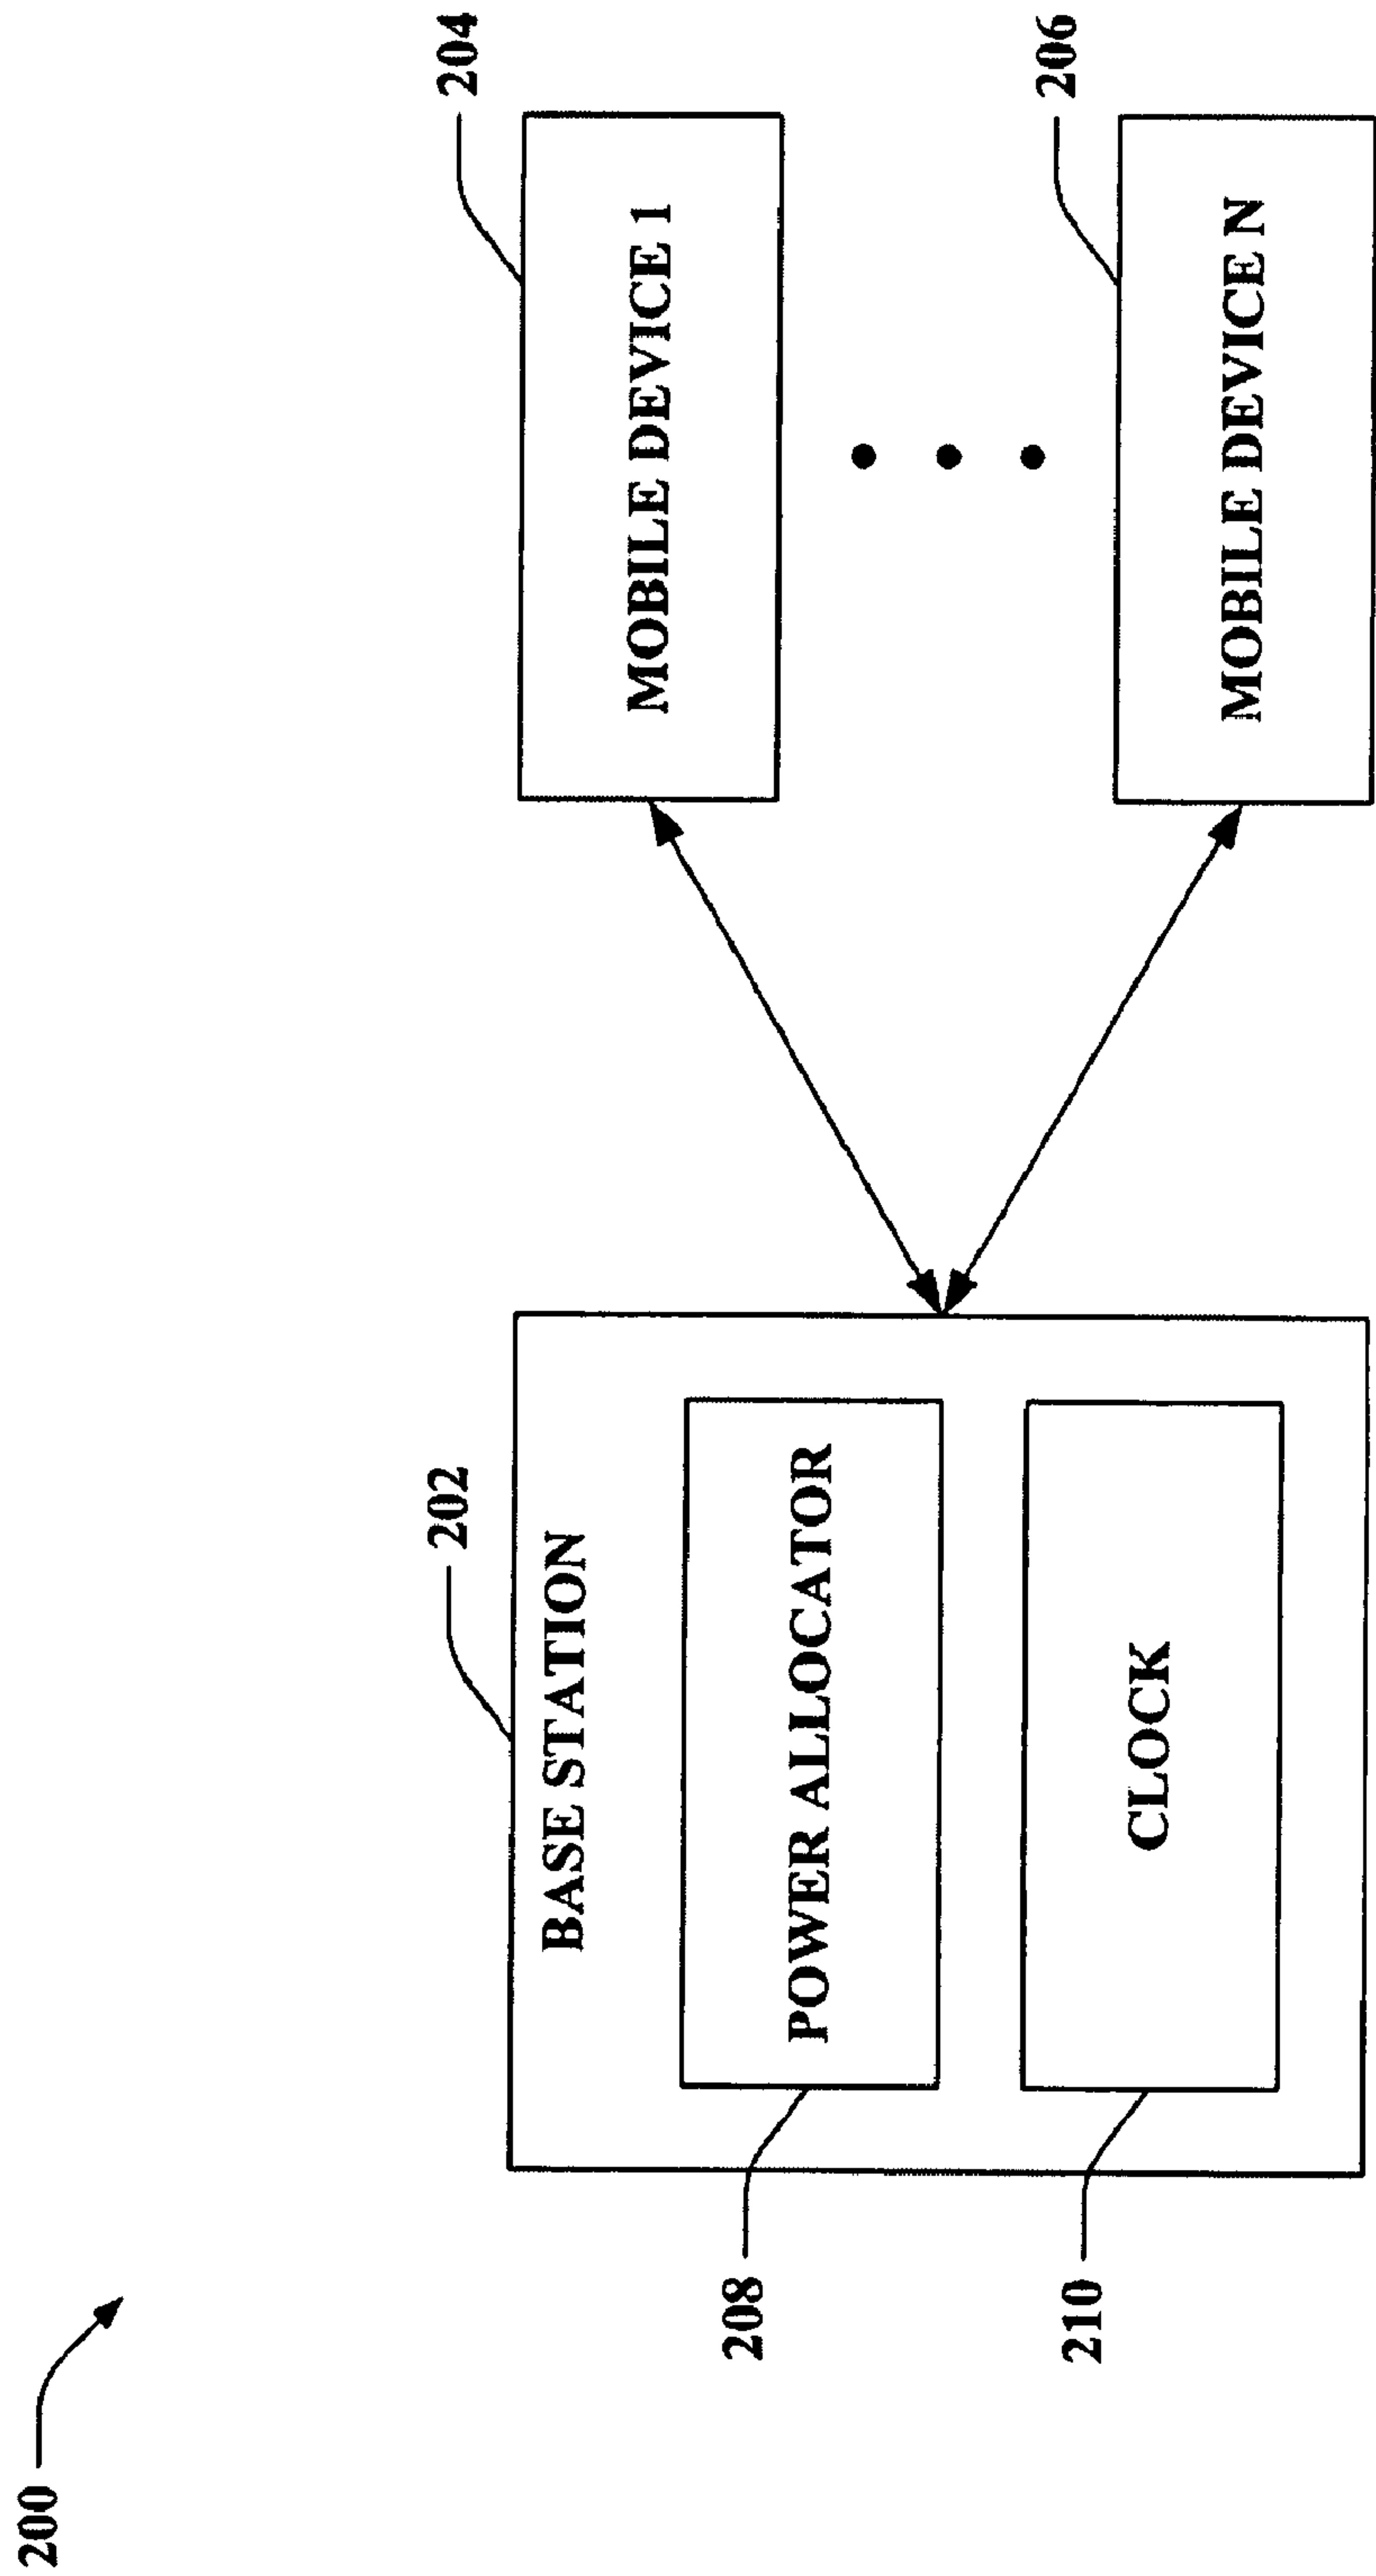 200
202
BASE STATION
208
POWER ALLOCATOR
210
CLOCK
204
MOBILE DEVICE 1
206
MOBILE DEVICE N